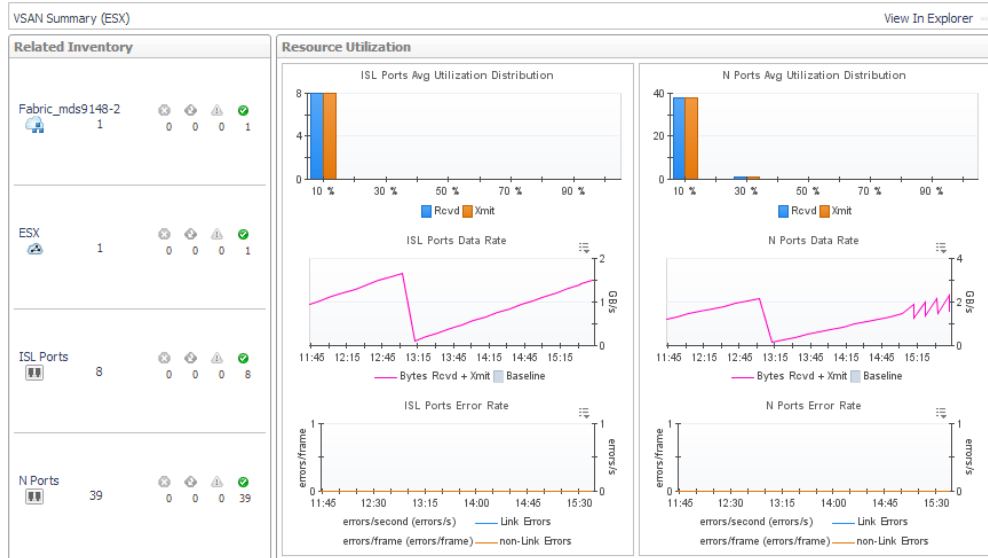 VSAN Summary (ESX)
View In Explorer
Related Inventory
Fabric_mds9148-2
1
0 0 0 1
ESX
1
0 0 0 1
ISL Ports
8
0 0 0 8
N Ports
39
0 0 0 39
Resource Utilization
ISL Ports Avg Utilization Distribution
8
4
0
10 % 30 % 50 % 70 % 90 %
Rcvd Xmit
N Ports Avg Utilization Distribution
40
20
0
10 % 30 % 50 % 70 % 90 %
Rcvd Xmit
ISL Ports Data Rate
2
1
0
GB/s
11:45 12:15 12:45 13:15 13:45 14:15 14:45 15:15
Bytes Rcvd + Xmit Baseline
N Ports Data Rate
4
2
0
GB/s
11:45 12:15 12:45 13:15 13:45 14:15 14:45 15:15
Bytes Rcvd + Xmit Baseline
ISL Ports Error Rate
1 1
errors/frame
errors/s
0 0
11:45 12:30 13:15 14:00 14:45 15:30
errors/second (errors/s) Link Errors
errors/frame (errors/frame) non-Link Errors
N Ports Error Rate
1 1
errors/frame
errors/s
0 0
11:45 12:30 13:15 14:00 14:45 15:30
errors/second (errors/s) Link Errors
errors/frame (errors/frame) non-Link Errors